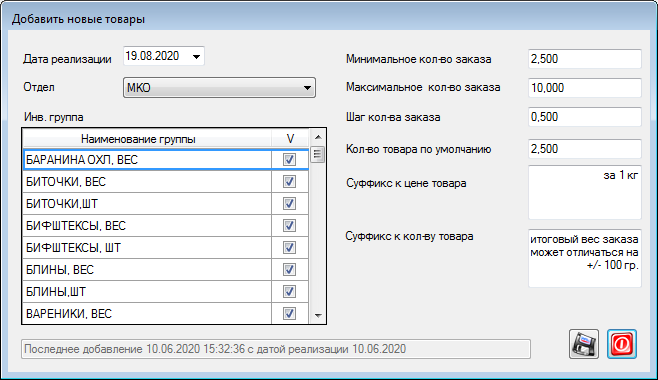 Добавить новые товары
Дата реализации 19.08.2020
Отдел МКО
Инв. группа
Наименование группы V
БАРАНИНА ОХЛ, ВЕС
БИТОЧКИ, ВЕС
БИТОЧКИ,ШТ
БИФШТЕКСЫ, ВЕС
БИФШТЕКСЫ, ШТ
БЛИНЫ, ВЕС
БЛИНЫ,ШТ
ВАРЕНИКИ, ВЕС
Минимальное кол-во заказа 2,500
Максимальное кол-во заказа 10,000
Шаг кол-ва заказа 0,500
Кол-во товара по умолчанию 2,500
Суффикс к цене товара за 1 кг
Суффикс к кол-ву товара итоговый вес заказа
может отличаться на
+/- 100 гр.
Последнее добавление 10.06.2020 15:32:36 с датой реализации 10.06.2020